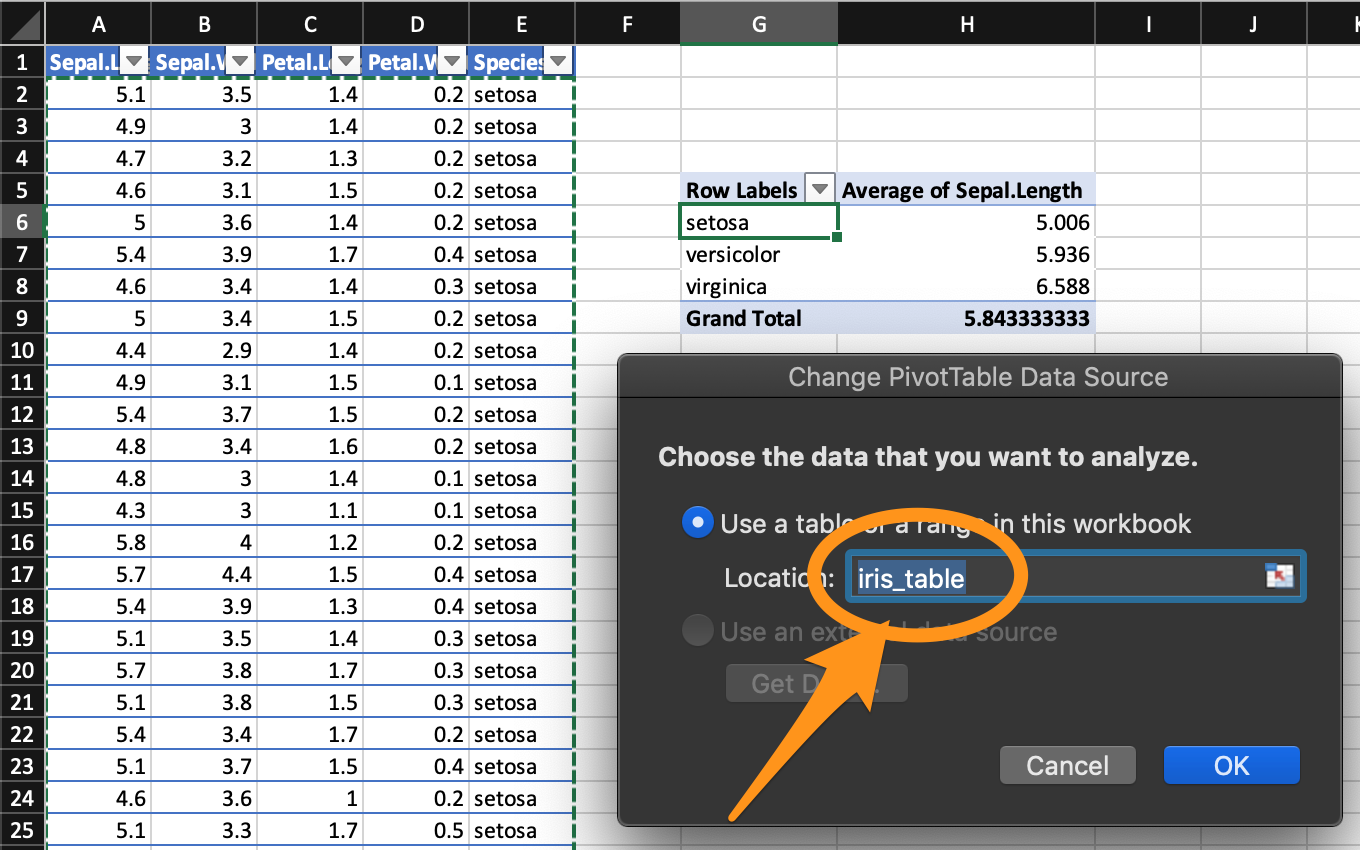 A B C D E F G H I J
1 Sepal.L Sepal.W Petal.Le Petal.W Species
2 5.1 3.5 1.4 0.2 setosa
3 4.9 3 1.4 0.2 setosa
4 4.7 3.2 1.3 0.2 setosa
5 4.6 3.1 1.5 0.2 setosa Row Labels Average of Sepal.Length
6 5 3.6 1.4 0.2 setosa setosa 5.006
7 5.4 3.9 1.7 0.4 setosa versicolor 5.936
8 4.6 3.4 1.4 0.3 setosa virginica 6.588
9 5 3.4 1.5 0.2 setosa Grand Total 5.843333333
10 4.4 2.9 1.4 0.2 setosa
11 4.9 3.1 1.5 0.1 setosa
12 5.4 3.7 1.5 0.2 setosa
13 4.8 3.4 1.6 0.2 setosa
14 4.8 3 1.4 0.1 setosa
15 4.3 3 1.1 0.1 setosa
16 5.8 4 1.2 0.2 setosa
17 5.7 4.4 1.5 0.4 setosa
18 5.4 3.9 1.3 0.4 setosa
19 5.1 3.5 1.4 0.3 setosa
20 5.7 3.8 1.7 0.3 setosa
21 5.1 3.8 1.5 0.3 setosa
22 5.4 3.4 1.7 0.2 setosa
23 5.1 3.7 1.5 0.4 setosa
24 4.6 3.6 1 0.2 setosa
25 5.1 3.3 1.7 0.5 setosa
Change PivotTable Data Source
Choose the data that you want to analyze.
Use a table or a range in this workbook
Location: iris_table
Use an external data source
Get D
Cancel OK